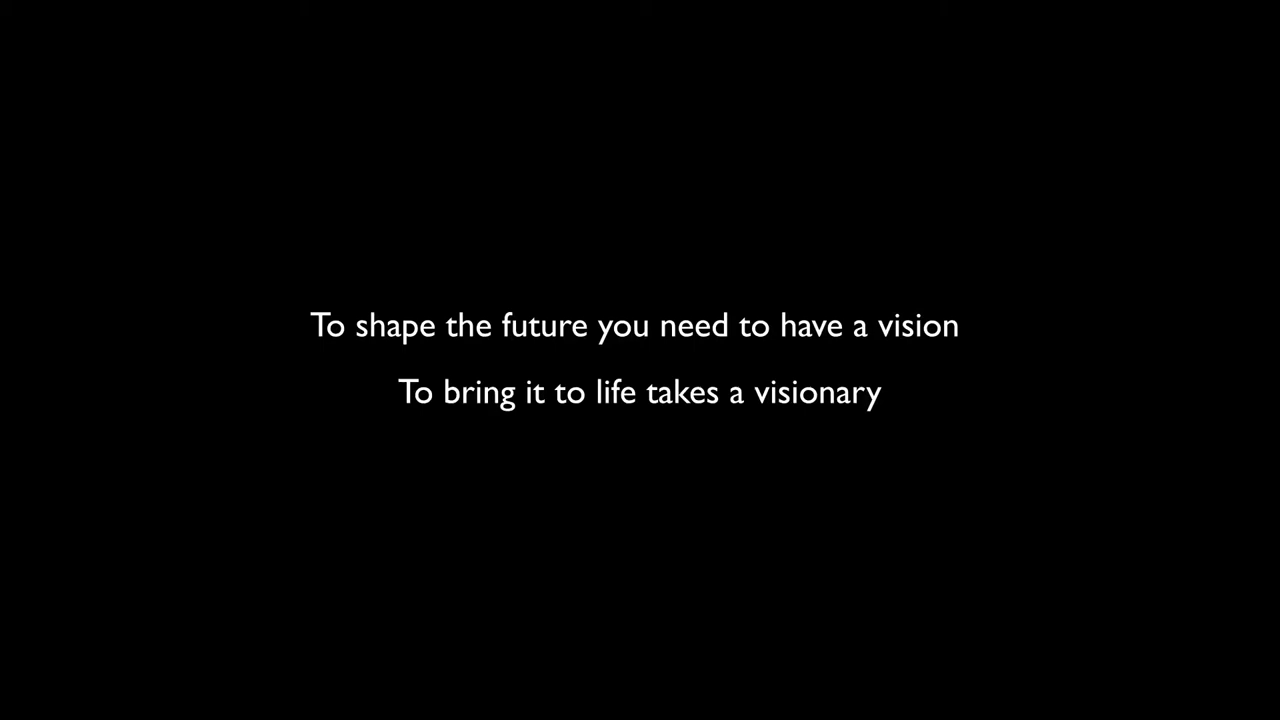 To shape the future you need to have a vision
To bring it to life takes a visionary